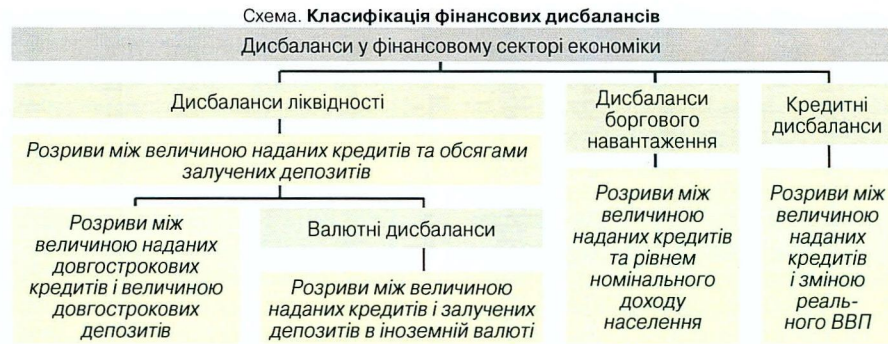 Схема. Класифікація фінансових дисбалансів
Дисбаланси у фінансовому секторі економіки
Дисбаланси ліквідності
Розриви між величиною наданих кредитів та обсягами
залучених депозитів
Розриви між
величиною наданих
довгострокових
кредитів і величиною
довгострокових
депозитів
Валютні дисбаланси
Розриви між величиною
наданих кредитів і залучених
депозитів в іноземній валюті
Дисбаланси
боргового
навантаження
Розриви між
величиною
наданих кредитів
та рівнем
номінального
доходу
населення
Кредитні
дисбаланси
Розриви між
величиною
наданих
кредитів
і зміною
реаль-
ного ВВП